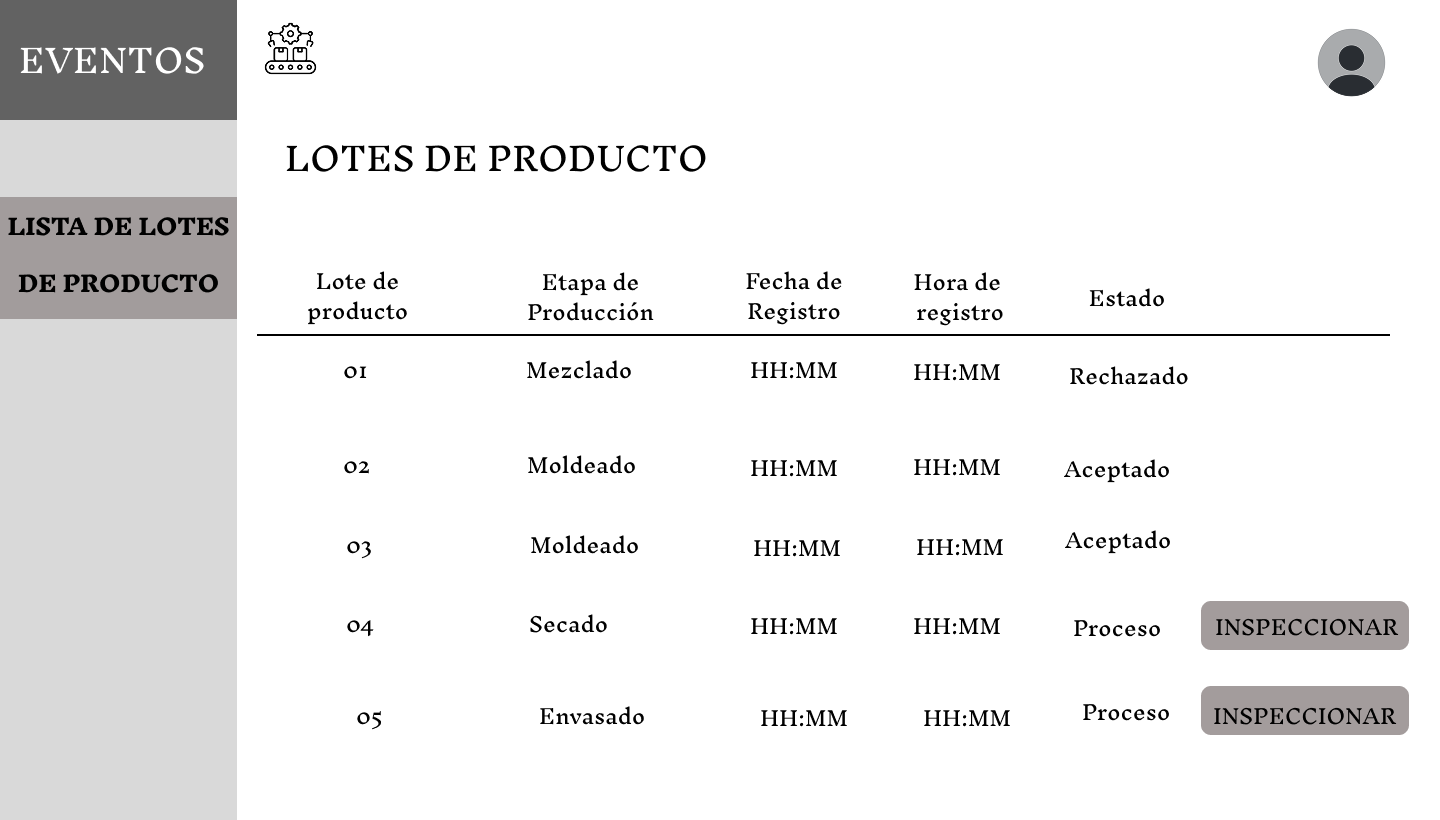 EVENTOS
LOTES DE PRODUCTO
LISTA DE LOTES
DE PRODUCTO
Lote de
producto
Etapa de
Producción
Fecha de
Registro
Hora de
registro
Estado
01 Mezclado HH:MM HH:MM Rechazado
02 Moldeado HH:MM HH:MM Aceptado
03 Moldeado HH:MM HH:MM Aceptado
04 Secado HH:MM HH:MM Proceso INSPECCIONAR
05 Envasado HH:MM HH:MM Proceso INSPECCIONAR